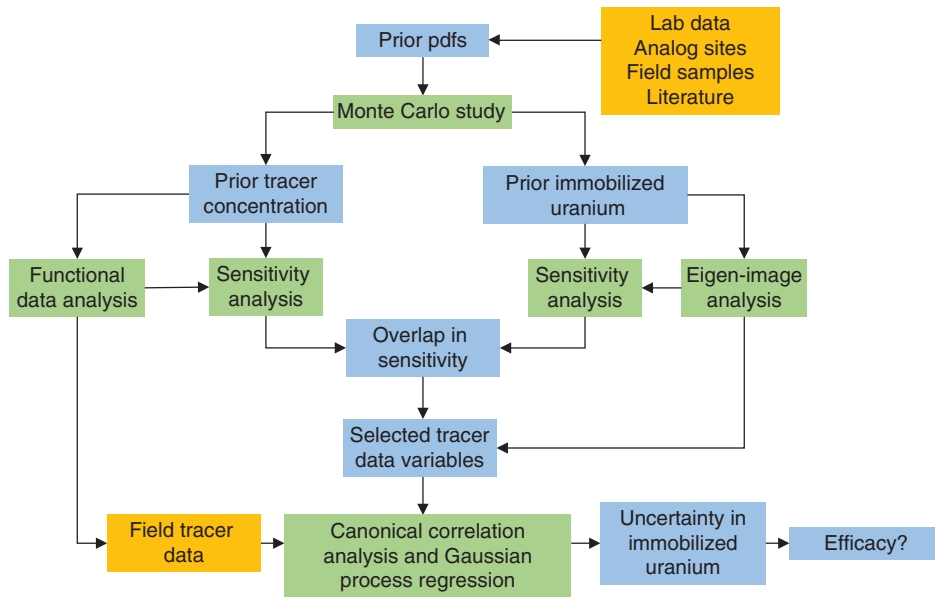 Prior pdfs
Lab data
Analog sites
Field samples
Literature
Monte Carlo study
Prior tracer
concentration
Prior immobilized
uranium
Functional
data analysis
Sensitivity
analysis
Sensitivity
analysis
Eigen-image
analysis
Overlap in
sensitivity
Selected tracer
data variables
Field tracer
data
Canonical correlation
analysis and Gaussian
process regression
Uncertainty in
immobilized
uranium
Efficacy?